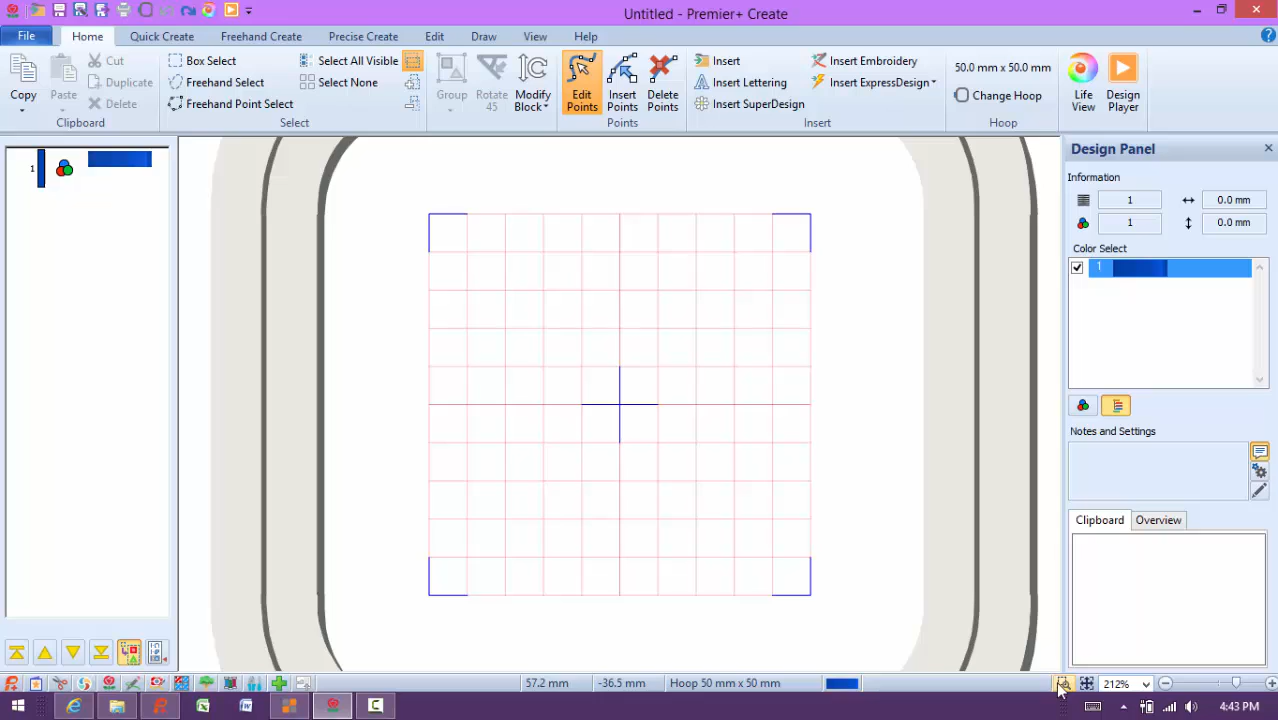 Untitled - Premier+ Create
File
Home
Quick Create
Freehand Create
Precise Create
Edit
Draw
View
Help
Copy
Paste
Cut
Duplicate
Delete
Clipboard
Box Select
Freehand Select
Freehand Point Select
Select All Visible
Select None
Select
Group
Rotate
45
Modify
Block
Edit
Points
Insert
Points
Delete
Points
Points
Insert
Insert Lettering
Insert SuperDesign
Insert Embroidery
Insert ExpressDesign
Insert
50.0 mm x 50.0 mm
Change Hoop
Hoop
Life
View
Design
Player
1
Design Panel
Information
1
0.0 mm
1
0.0 mm
Color Select
1
Notes and Settings
Clipboard
Overview
57.2 mm
-36.5 mm
Hoop 50 mm x 50 mm
212%
4:43 PM